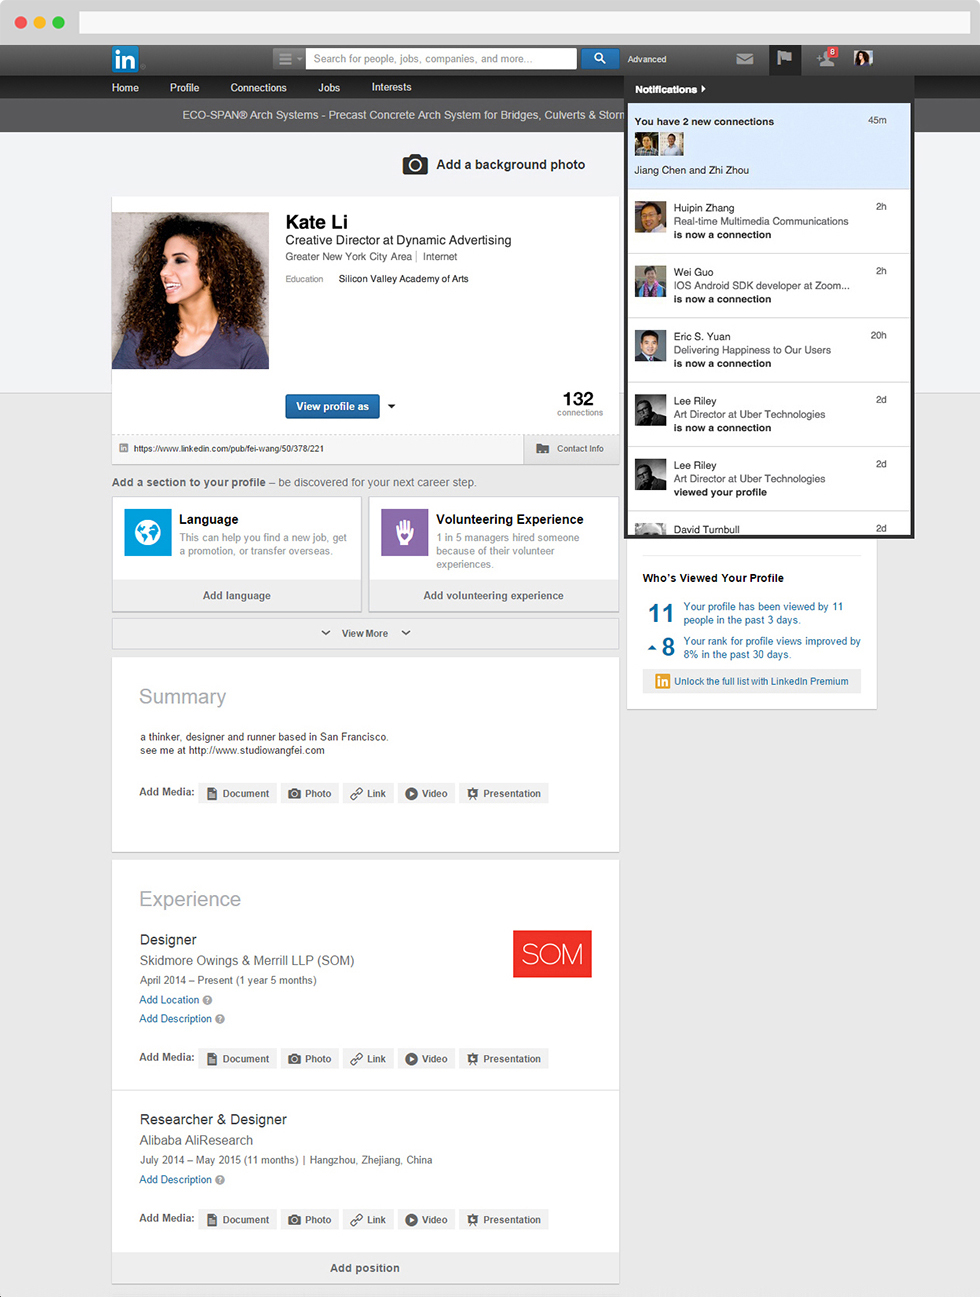 in
Search for people, jobs, companies, and more...
Advanced
8
Home Profile Connections Jobs Interests
ECO-SPAN® Arch Systems - Precast Concrete Arch System for Bridges, Culverts & Storm
Add a background photo
Kate Li
Creative Director at Dynamic Advertising
Greater New York City Area | Internet
Education Silicon Valley Academy of Arts
View profile as
132
connections
https://www.linkedin.com/pub/fei-wang/50/378/221
Contact Info
Notifications
You have 2 new connections 45m
Jiang Chen and Zhi Zhou
Huipin Zhang 2h
Real-time Multimedia Communications
is now a connection
Wei Guo 2h
IOS Android SDK developer at Zoom...
is now a connection
Eric S. Yuan 20h
Delivering Happiness to Our Users
is now a connection
Lee Riley 2d
Art Director at Uber Technologies
is now a connection
Lee Riley 2d
Art Director at Uber Technologies
viewed your profile
David Turnbull 2d
Add a section to your profile – be discovered for your next career step.
Language
This can help you find a new job, get
a promotion, or transfer overseas.
Add language
Volunteering Experience
1 in 5 managers hired someone
because of their volunteer
experiences.
Add volunteering experience
View More
Who's Viewed Your Profile
11 Your profile has been viewed by 11
people in the past 3 days.
8 Your rank for profile views improved by
8% in the past 30 days.
in Unlock the full list with LinkedIn Premium
Summary
a thinker, designer and runner based in San Francisco.
see me at http://www.studiowangfei.com
Add Media: Document Photo Link Video Presentation
Experience
Designer
SOM
Skidmore Owings & Merrill LLP (SOM)
April 2014 – Present (1 year 5 months)
Add Location ?
Add Description ?
Add Media: Document Photo Link Video Presentation
Researcher & Designer
Alibaba AliResearch
July 2014 – May 2015 (11 months) | Hangzhou, Zhejiang, China
Add Description ?
Add Media: Document Photo Link Video Presentation
Add position